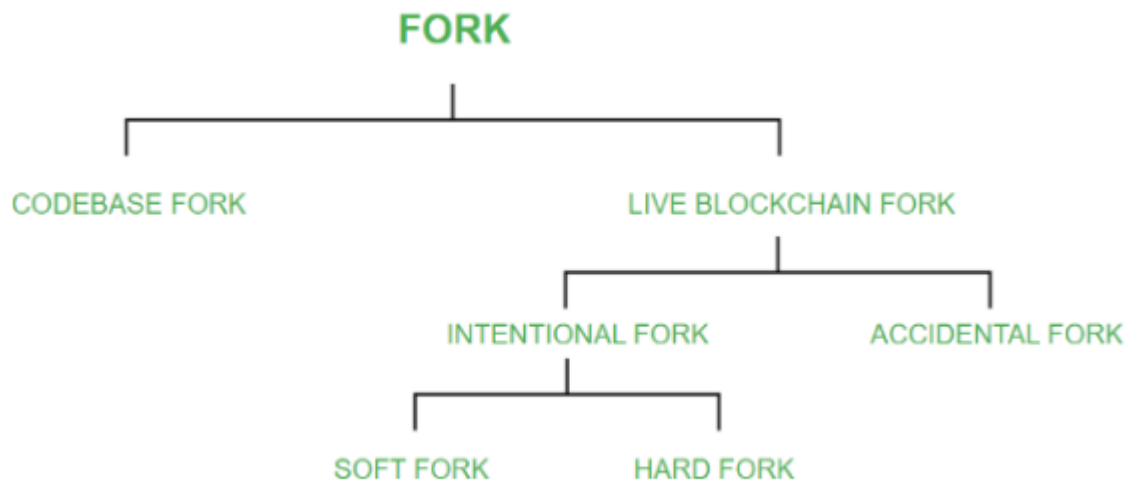 FORK
CODEBASE FORK
LIVE BLOCKCHAIN FORK
INTENTIONAL FORK
ACCIDENTAL FORK
SOFT FORK
HARD FORK